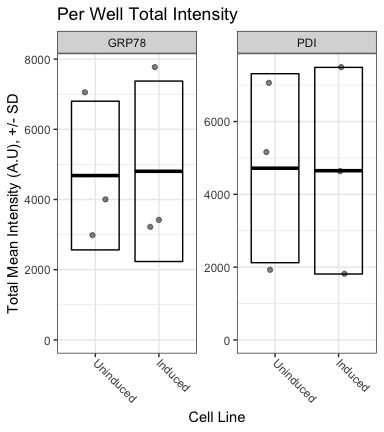 Per Well Total Intensity
GRP78
PDI
Total Mean Intensity (A.U), +/- SD
8000
6000
4000
2000
0
6000
4000
2000
0
Uninduced
Induced
Uninduced
Induced
Cell Line